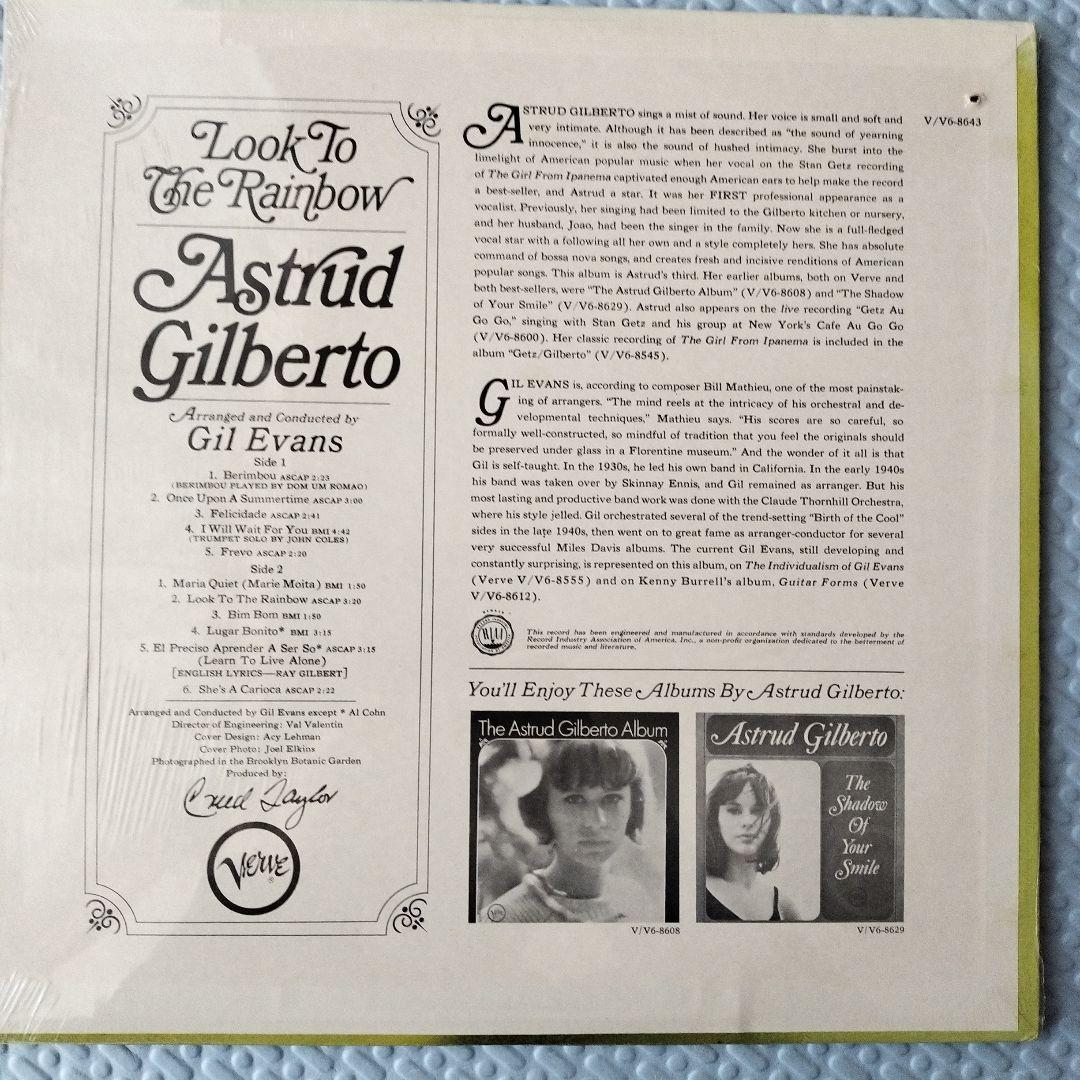 Look To
The Rainbow
Astrud
Gilberto
Arranged and Conducted by
Gil Evans
Side 1
1. Berimbou ASCAP 2:23
(BERIMBOU PLAYED BY DOM UM ROMAO)
2. Once Upon A Summertime ASCAP 3:00
3. Felicidade ASCAP 2:41
4. I Will Wait For You BMI 4:42
(TRUMPET SOLO BY JOHN COLES)
5. Frevo ASCAP 2:20
Side 2
1. Maria Quiet (Marie Moita) BMI 1:50
2. Look To The Rainbow ASCAP 3:20
3. Bim Bom BMI 1:50
4. Lugar Bonito* BMI 3:15
5. El Preciso Aprender A Ser So* ASCAP 3:15
(Learn To Live Alone)
[ENGLISH LYRICS—RAY GILBERT]
6. She's A Carioca ASCAP 2:22
Arranged and Conducted by Gil Evans except * Al Cohn
Director of Engineering: Val Valentin
Cover Design: Acy Lehman
Cover Photo: Joel Elkins
Photographed in the Brooklyn Botanic Garden
Produced by:
Creed Taylor
Verve
ASTRUD GILBERTO sings a mist of sound. Her voice is small and soft and
very intimate. Although it has been described as "the sound of yearning
innocence," it is also the sound of hushed intimacy. She burst into the
limelight of American popular music when her vocal on the Stan Getz recording
of The Girl From Ipanema captivated enough American ears to help make the record
a best-seller, and Astrud a star. It was her FIRST professional appearance as a
vocalist. Previously, her singing had been limited to the Gilberto kitchen or nursery,
and her husband, Joao, had been the singer in the family. Now she is a full-fledged
vocal star with a following all her own and a style completely hers. She has absolute
command of bossa nova songs, and creates fresh and incisive renditions of American
popular songs. This album is Astrud's third. Her earlier albums, both on Verve and
both best-sellers, were "The Astrud Gilberto Album" (V/V6-8608) and "The Shadow
of Your Smile" (V/V6-8629). Astrud also appears on the live recording "Getz Au
Go Go," singing with Stan Getz and his group at New York's Cafe Au Go Go
(V/V6-8600). Her classic recording of The Girl From Ipanema is included in the
album "Getz/Gilberto" (V/V6-8545).
V/V6-8643
GIL EVANS is, according to composer Bill Mathieu, one of the most painstak-
ing of arrangers. "The mind reels at the intricacy of his orchestral and de-
velopmental techniques," Mathieu says. "His scores are so careful, so
formally well-constructed, so mindful of tradition that you feel the originals should
be preserved under glass in a Florentine museum." And the wonder of it all is that
Gil is self-taught. In the 1930s, he led his own band in California. In the early 1940s
his band was taken over by Skinnay Ennis, and Gil remained as arranger. But his
most lasting and productive band work was done with the Claude Thornhill Orchestra,
where his style jelled. Gil orchestrated several of the trend-setting "Birth of the Cool"
sides in the late 1940s, then went on to great fame as arranger-conductor for several
very successful Miles Davis albums. The current Gil Evans, still developing and
constantly surprising, is represented on this album, on The Individualism of Gil Evans
(Verve V/V6-8555) and on Kenny Burrell's album, Guitar Forms (Verve
V/V6-8612).
This record has been engineered and manufactured in accordance with standards developed by the
Record Industry Association of America, Inc., a non-profit organization dedicated to the betterment of
recorded music and literature.
You'll Enjoy These Albums By Astrud Gilberto:
The Astrud Gilberto Album
Verve
V/V6-8608
Astrud Gilberto
The
Shadow
Of
Your
Smile
V/V6-8629